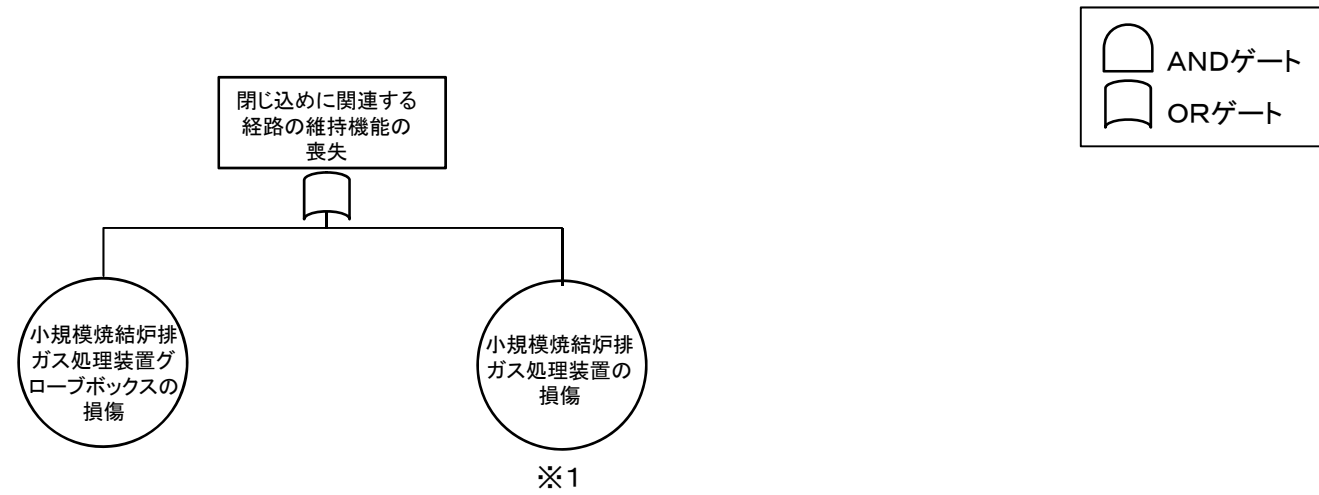 閉じ込めに関連する
経路の維持機能の
喪失
ANDゲート
ORゲート
小規模焼結炉排
ガス処理装置グ
ローブボックスの
損傷
小規模焼結炉排
ガス処理装置の
損傷
※1